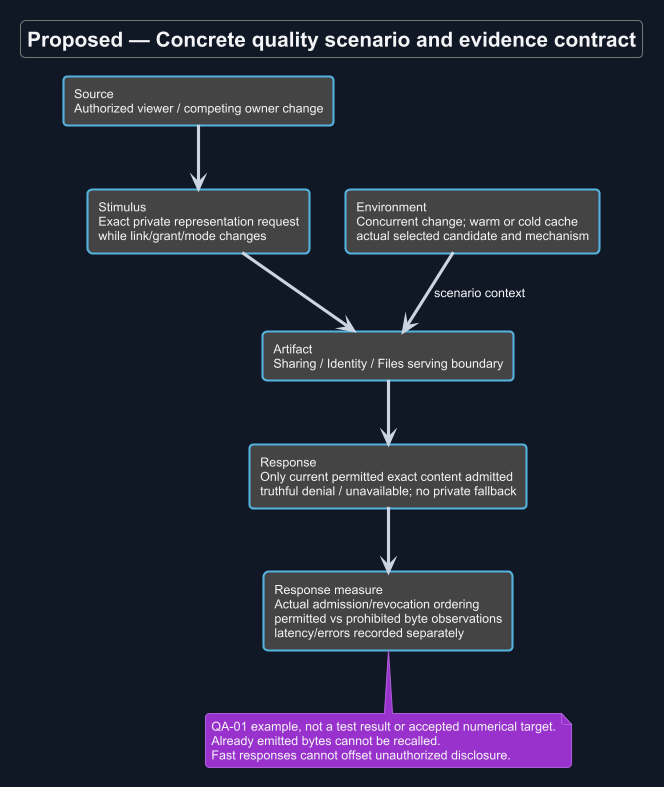 Proposed — Concrete quality scenario and evidence contract
Source
Authorized viewer / competing owner change
Stimulus
Exact private representation request
while link/grant/mode changes
Environment
Concurrent change; warm or cold cache
actual selected candidate and mechanism
scenario context
Artifact
Sharing / Identity / Files serving boundary
Response
Only current permitted exact content admitted
truthful denial / unavailable; no private fallback
Response measure
Actual admission/revocation ordering
permitted vs prohibited byte observations
latency/errors recorded separately
QA-01 example, not a test result or accepted numerical target.
Already emitted bytes cannot be recalled.
Fast responses cannot offset unauthorized disclosure.